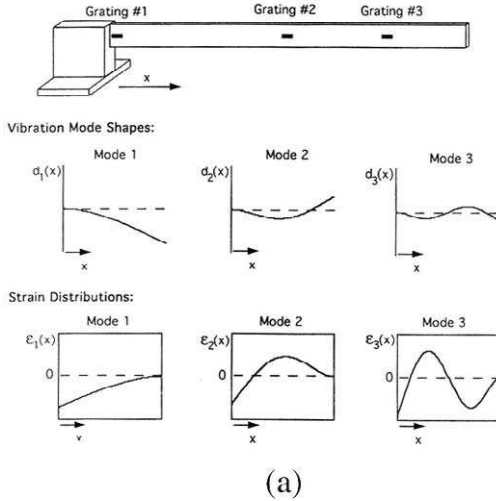 Grating #1 Grating #2 Grating #3
x
Vibration Mode Shapes:
Mode 1 Mode 2 Mode 3
d1(x) d2(x) d3(x)
x x x
Strain Distributions:
Mode 1 Mode 2 Mode 3
ε1(x) ε2(x) ε3(x)
0 0 0
x x x
(a)